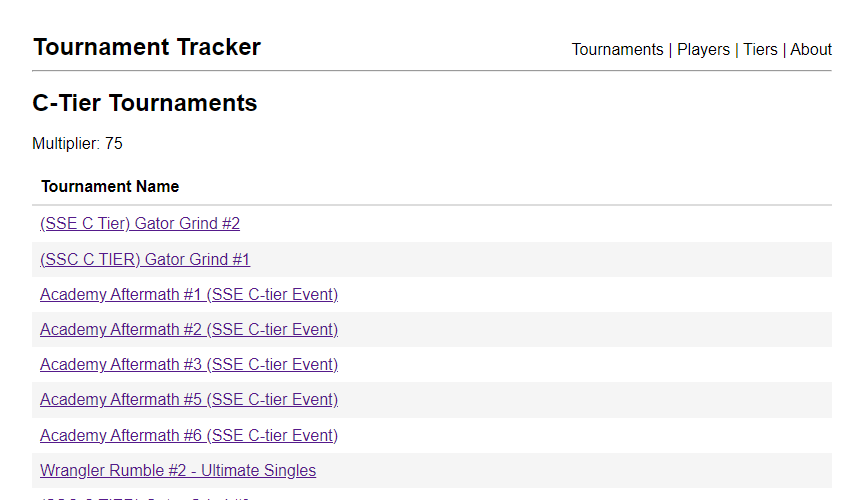 Tournament Tracker
Tournaments | Players | Tiers | About
C-Tier Tournaments
Multiplier: 75
Tournament Name
(SSE C Tier) Gator Grind #2
(SSC C TIER) Gator Grind #1
Academy Aftermath #1 (SSE C-tier Event)
Academy Aftermath #2 (SSE C-tier Event)
Academy Aftermath #3 (SSE C-tier Event)
Academy Aftermath #5 (SSE C-tier Event)
Academy Aftermath #6 (SSE C-tier Event)
Wrangler Rumble #2 - Ultimate Singles